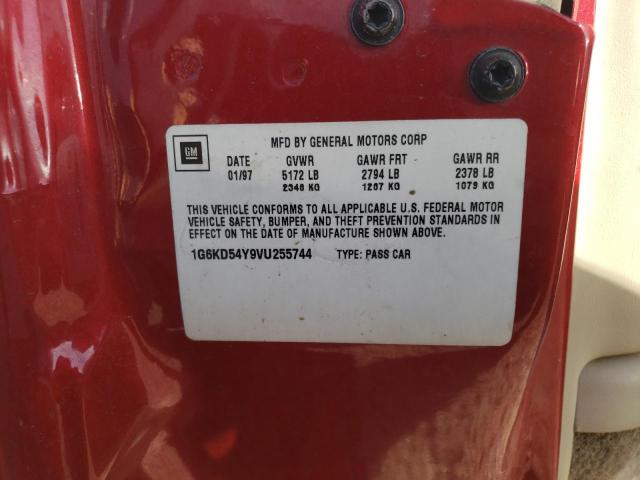 GM
MFD BY GENERAL MOTORS CORP
DATE GVWR GAWR FRT GAWR RR
01/97 5172 LB 2794 LB 2378 LB
2346 KG 1267 KG 1079 KG
THIS VEHICLE CONFORMS TO ALL APPLICABLE U.S. FEDERAL MOTOR
VEHICLE SAFETY, BUMPER, AND THEFT PREVENTION STANDARDS IN
EFFECT ON THE DATE OF MANUFACTURE SHOWN ABOVE.
1G6KD54Y9VU255744 TYPE: PASS CAR